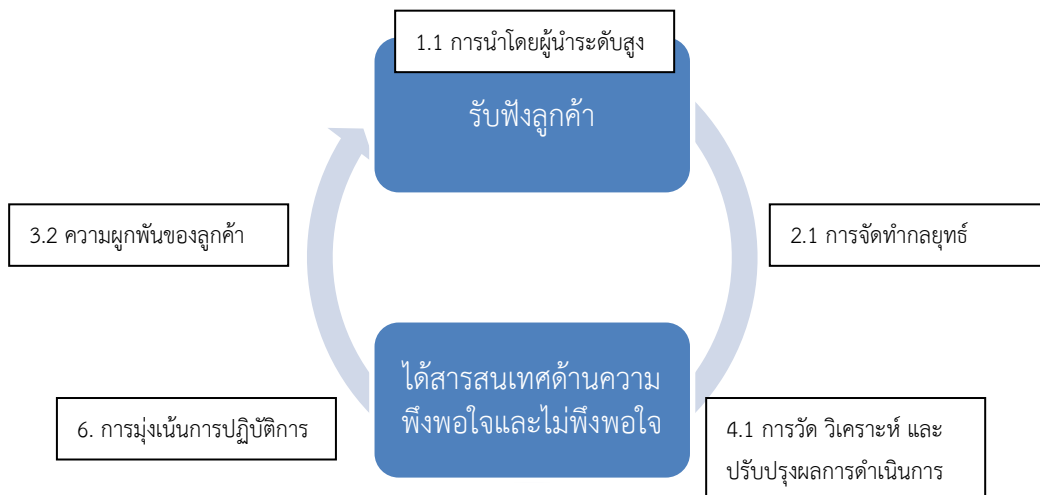 1.1 การนำโดยผู้นำระดับสูง
รับฟังลูกค้า
3.2 ความผูกพันของลูกค้า
2.1 การจัดทำกลยุทธ์
ได้สารสนเทศด้านความ
พึงพอใจและไม่พึงพอใจ
6. การมุ่งเน้นการปฏิบัติการ
4.1 การวัด วิเคราะห์ และ
ปรับปรุงผลการดำเนินการ